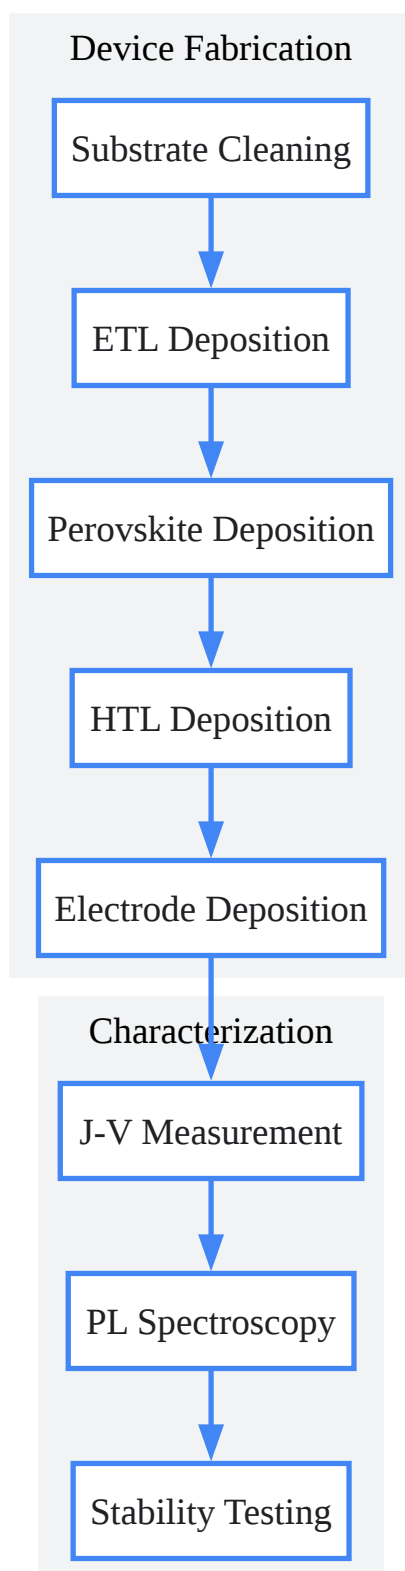 Device Fabrication
Substrate Cleaning
ETL Deposition
Perovskite Deposition
HTL Deposition
Electrode Deposition
Characterization
J-V Measurement
PL Spectroscopy
Stability Testing